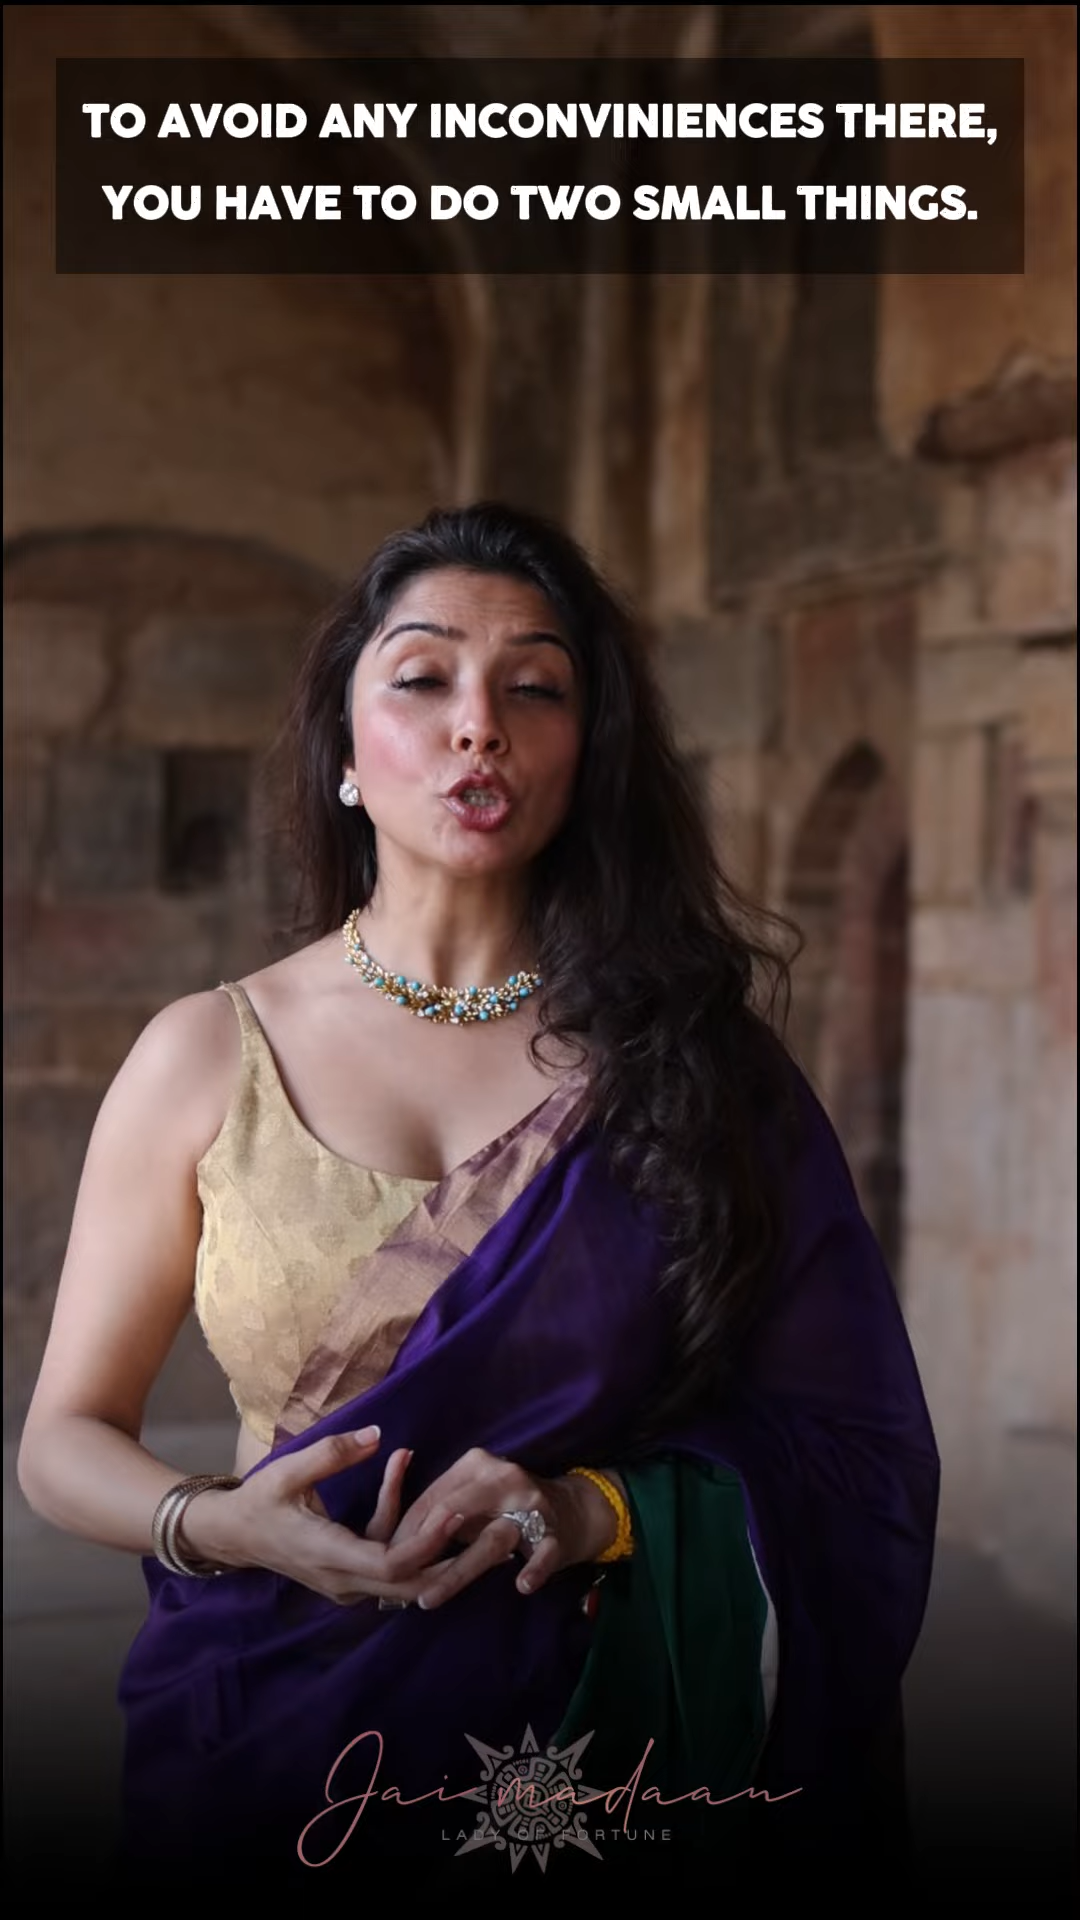 TO AVOID ANY INCONVINIENCES THERE,
YOU HAVE TO DO TWO SMALL THINGS.
Jai madaan
LADY OF FORTUNE